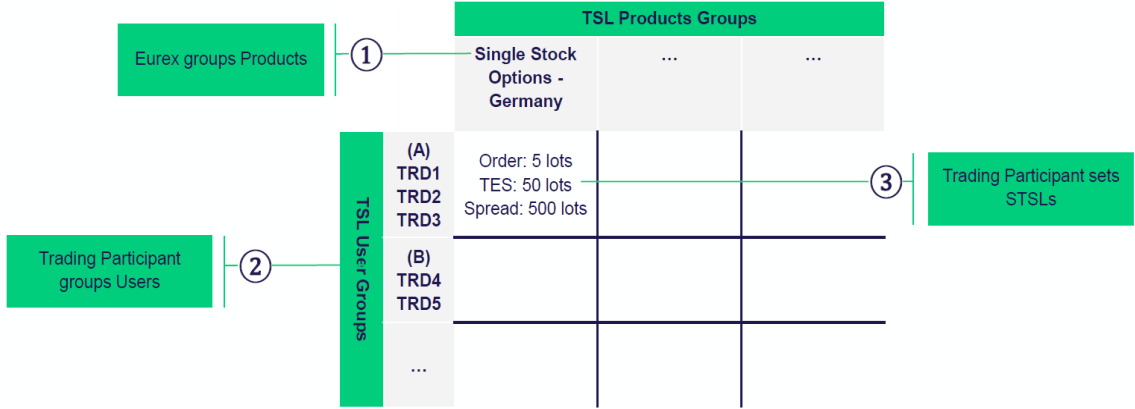 TSL Products Groups
Eurex groups Products
1
Single Stock
Options -
Germany
...
...
TSL User Groups
(A)
TRD1
TRD2
TRD3
Order: 5 lots
TES: 50 lots
Spread: 500 lots
3
Trading Participant sets
STSLs
Trading Participant
groups Users
2
(B)
TRD4
TRD5
...